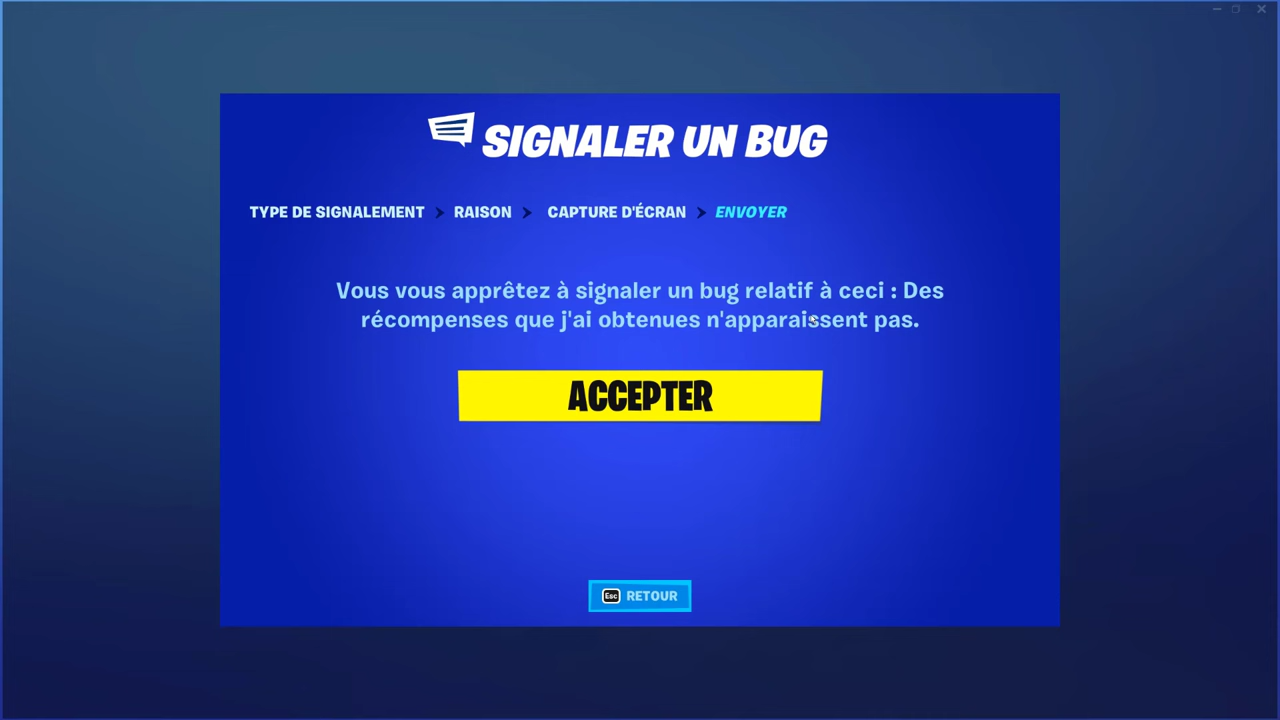 SIGNALER UN BUG
TYPE DE SIGNALEMENT > RAISON > CAPTURE D'ÉCRAN > ENVOYER
Vous vous apprêtez à signaler un bug relatif à ceci : Des
récompenses que j'ai obtenues n'apparaissent pas.
ACCEPTER
Esc RETOUR